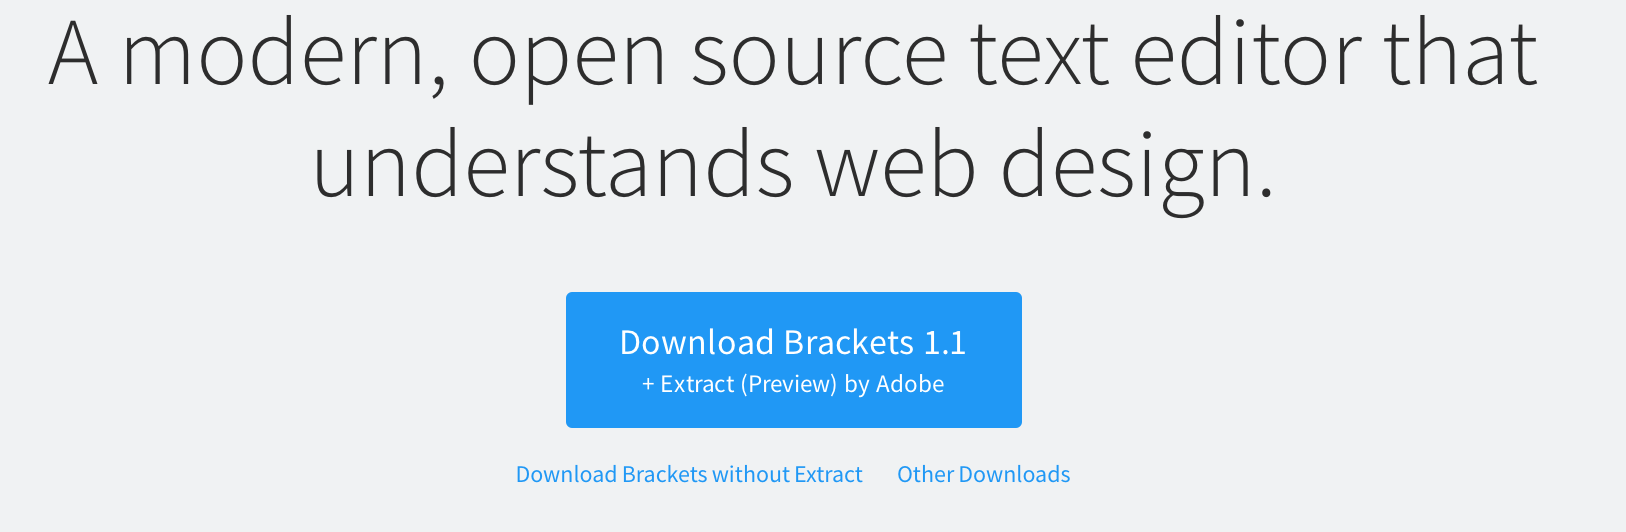 A modern, open source text editor that
understands web design.
Download Brackets 1.1
+ Extract (Preview) by Adobe
Download Brackets without Extract Other Downloads